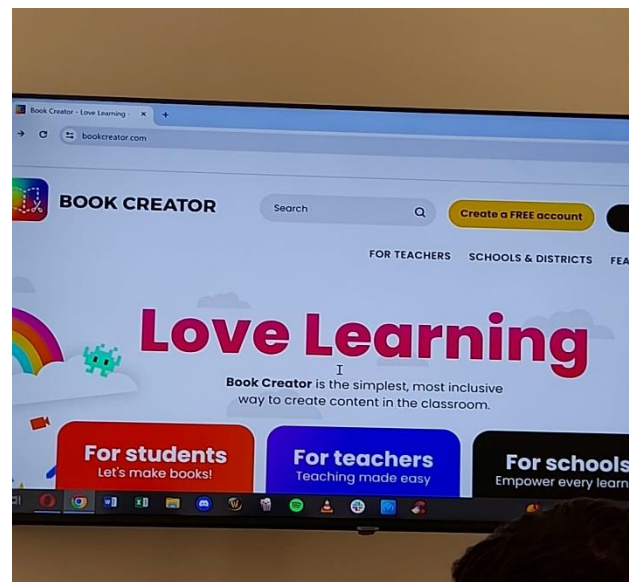 Book Creator - Love Learning -
bookcreator.com
BOOK CREATOR
Search
Create a FREE account
FOR TEACHERS SCHOOLS & DISTRICTS
Love Learning
Book Creator is the simplest, most inclusive
way to create content in the classroom.
For students
Let's make books!
For teachers
Teaching made easy
For schools
Empower every